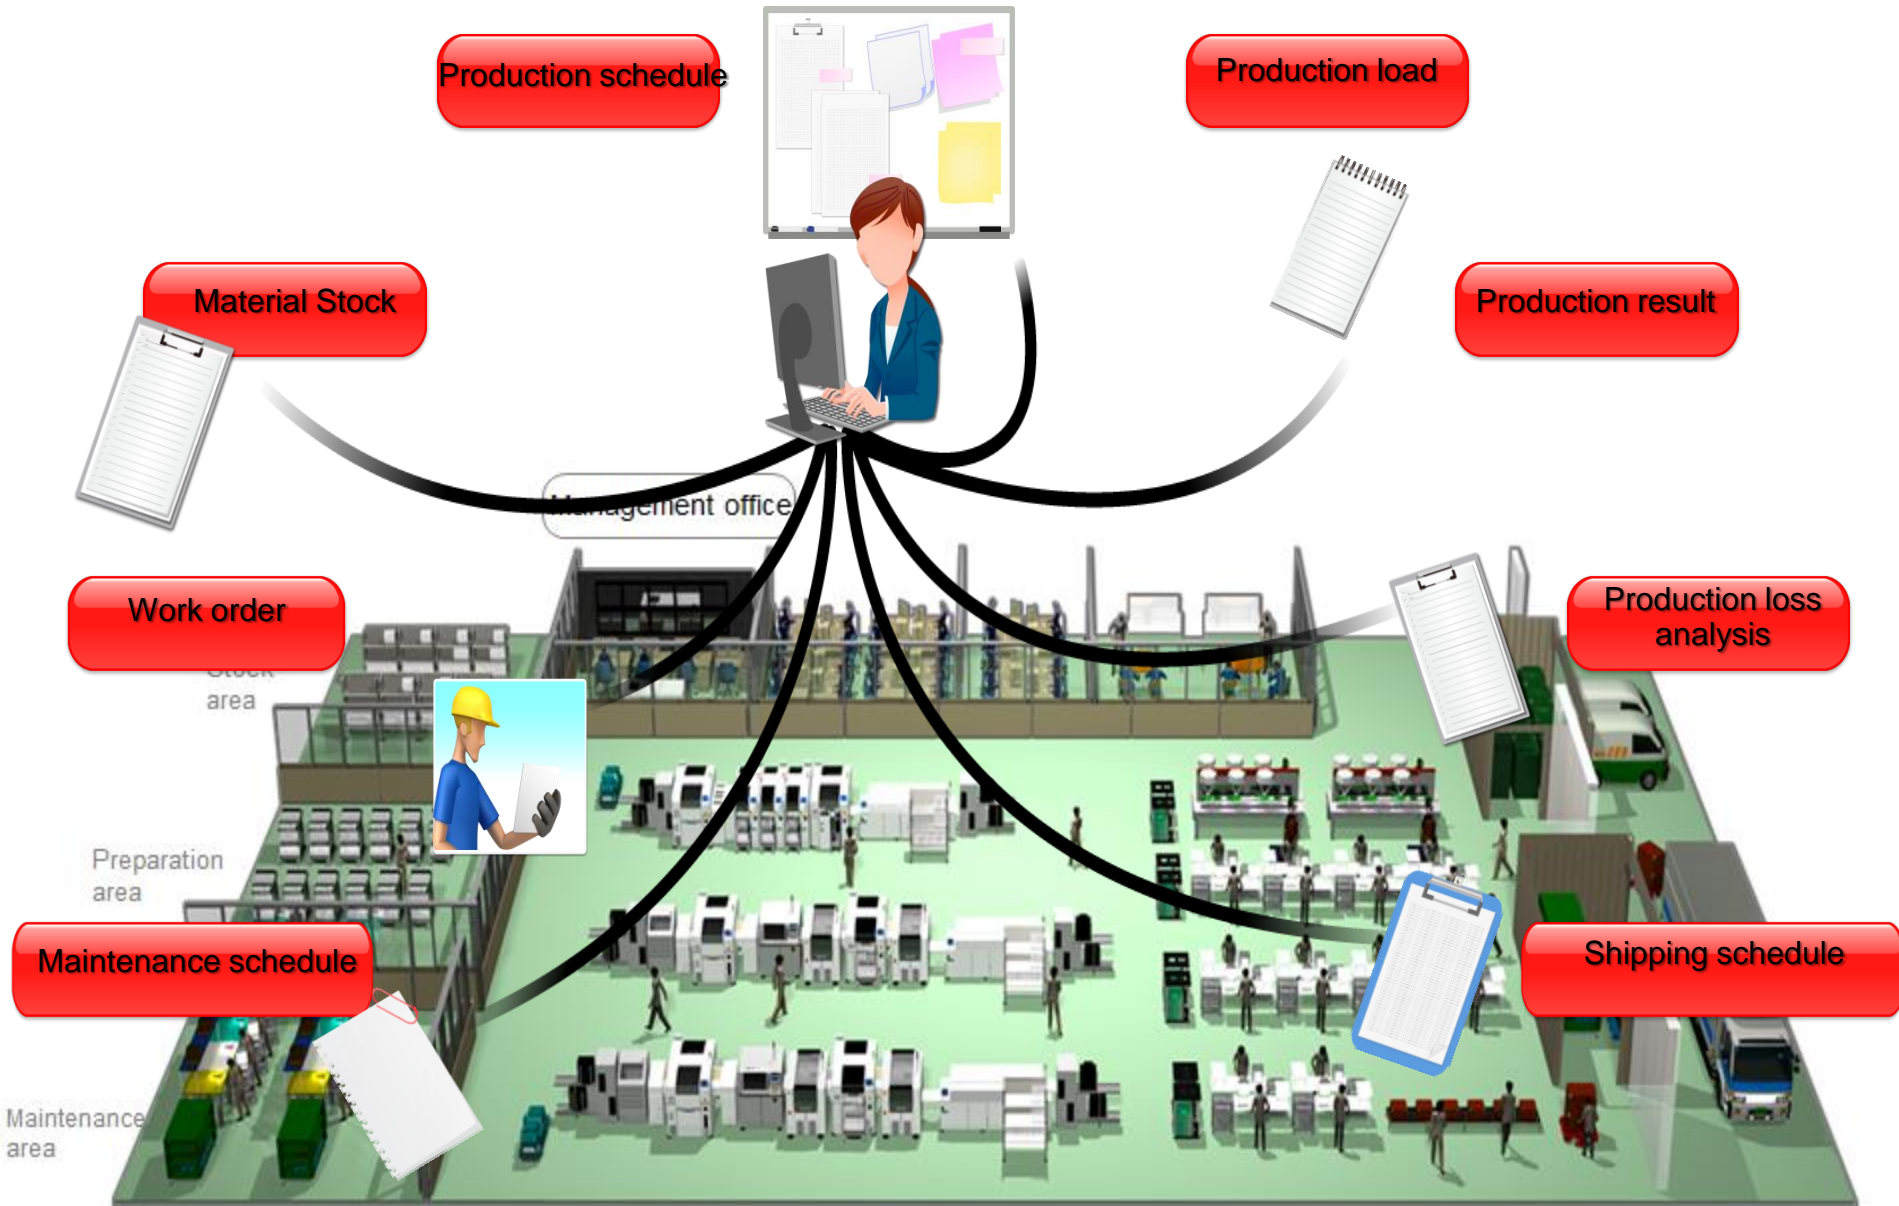 Production schedule
Production load
Material Stock
Production result
Management office
Work order
Production loss
analysis
Stock
area
Preparation
area
Maintenance schedule
Shipping schedule
Maintenance
area